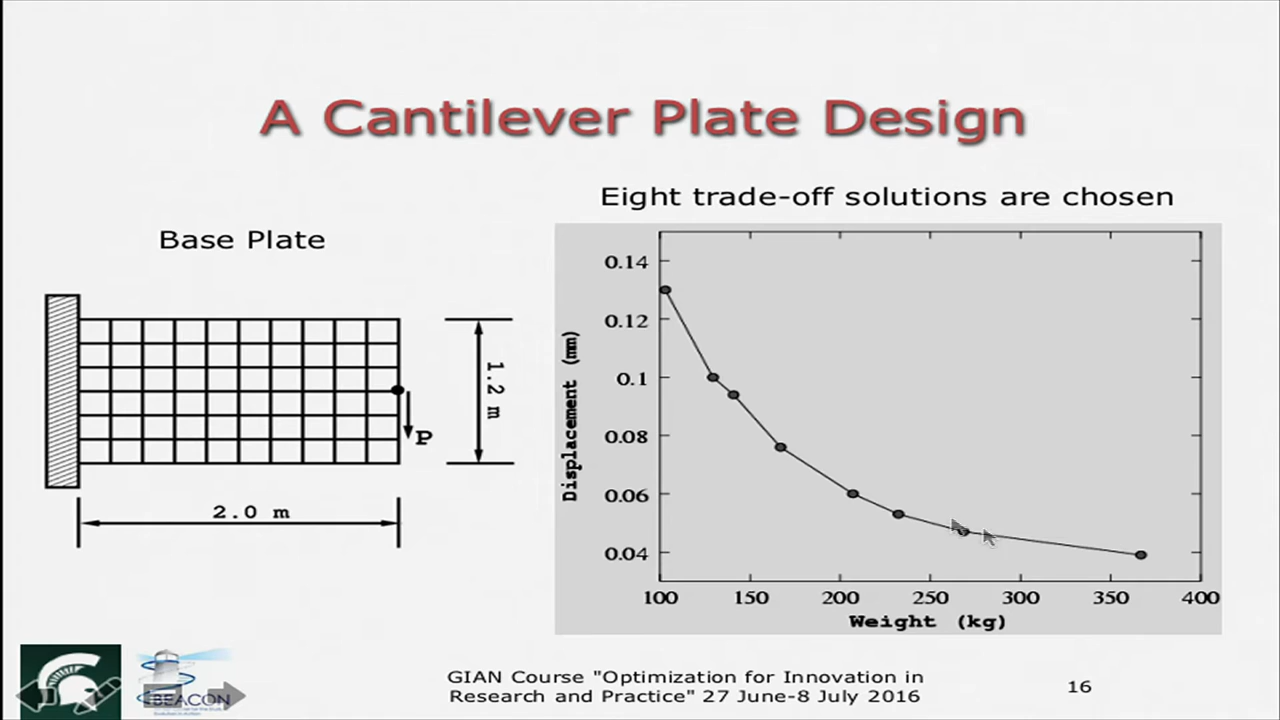 A Cantilever Plate Design
Eight trade-off solutions are chosen
Base Plate
P
1.2 m
2.0 m
Displacement (mm)
0.14
0.12
0.1
0.08
0.06
0.04
100 150 200 250 300 350 400
Weight (kg)
BEACON
GIAN Course "Optimization for Innovation in
Research and Practice" 27 June-8 July 2016
16